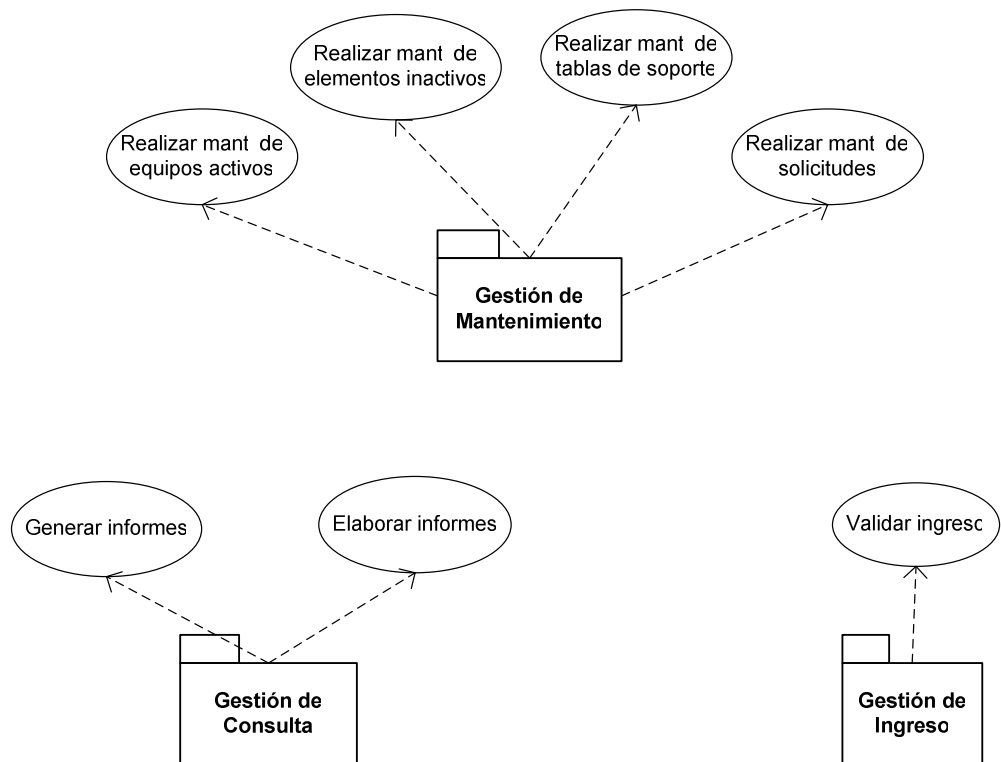 Realizar mant de
elementos inactivos
Realizar mant de
tablas de soporte
Realizar mant de
equipos activos
Realizar mant de
solicitudes
Gestión de
Mantenimiento
Generar informes
Elaborar informes
Validar ingreso
Gestión de
Consulta
Gestión de
Ingreso